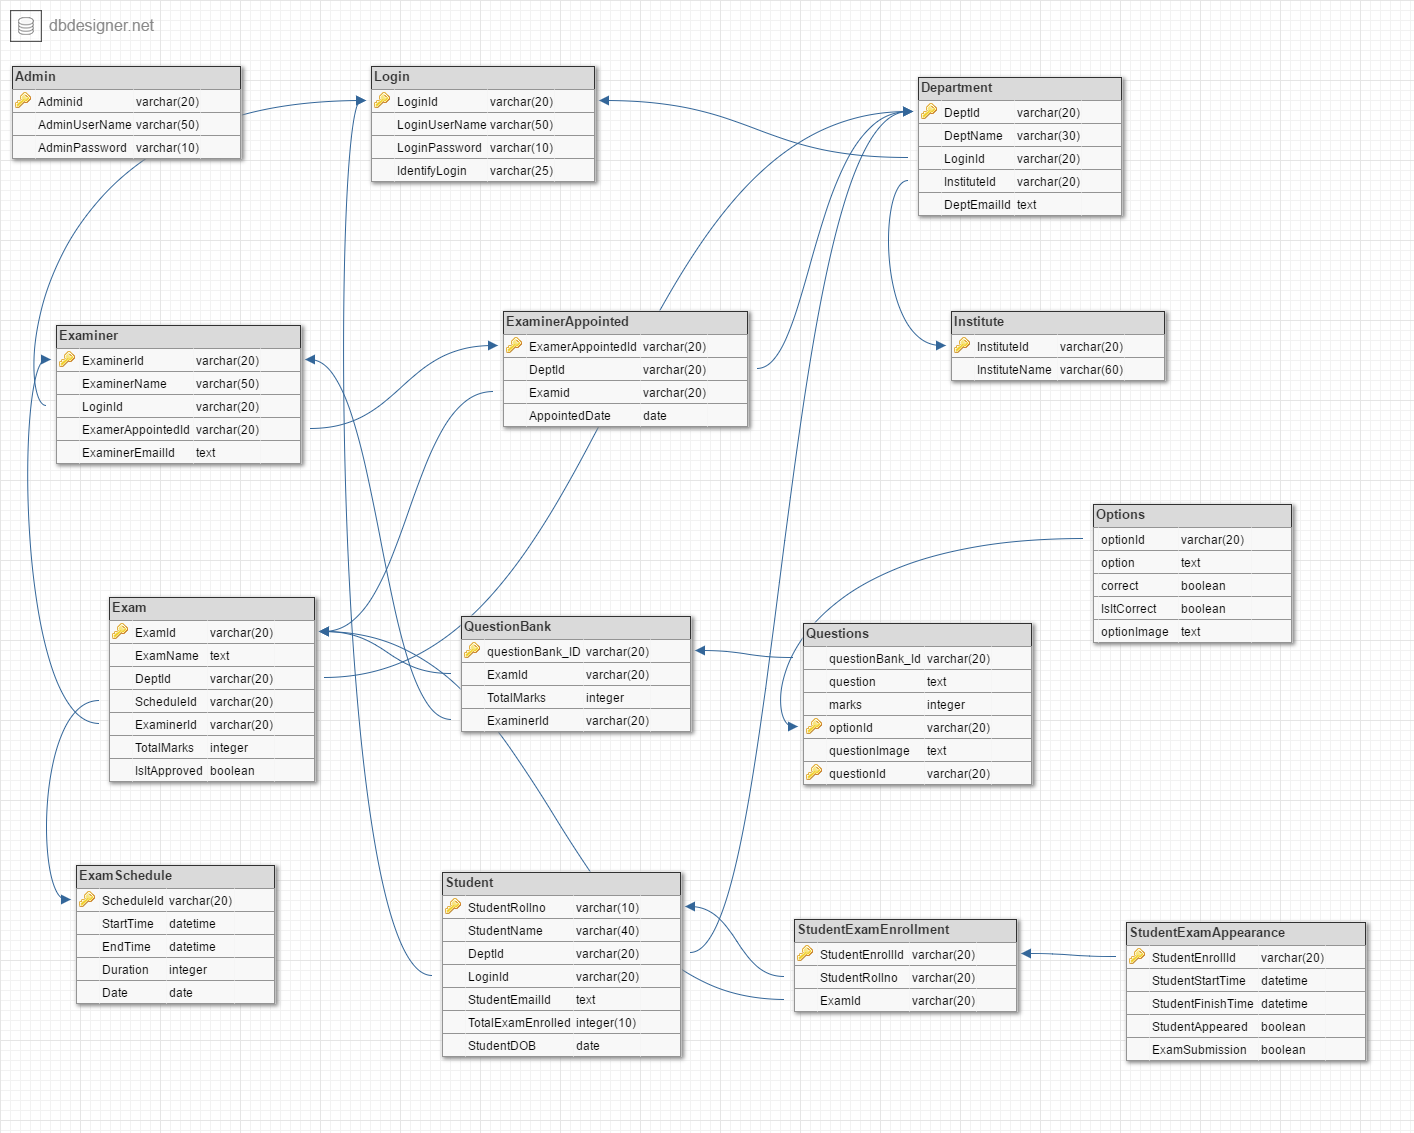 dbdesigner.net
Admin
Adminid varchar(20)
AdminUserName varchar(50)
AdminPassword varchar(10)
Login
LoginId varchar(20)
LoginUserName varchar(50)
LoginPassword varchar(10)
IdentifyLogin varchar(25)
Department
DeptId varchar(20)
DeptName varchar(30)
LoginId varchar(20)
InstituteId varchar(20)
DeptEmailId text
Examiner
ExaminerId varchar(20)
ExaminerName varchar(50)
LoginId varchar(20)
ExamerAppointedId varchar(20)
ExaminerEmailId text
ExaminerAppointed
ExamerAppointedId varchar(20)
DeptId varchar(20)
Examid varchar(20)
AppointedDate date
Institute
InstituteId varchar(20)
InstituteName varchar(60)
Options
optionId varchar(20)
option text
correct boolean
IsItCorrect boolean
optionImage text
Exam
ExamId varchar(20)
ExamName text
DeptId varchar(20)
ScheduleId varchar(20)
ExaminerId varchar(20)
TotalMarks integer
IsItApproved boolean
QuestionBank
questionBank_ID varchar(20)
ExamId varchar(20)
TotalMarks integer
ExaminerId varchar(20)
Questions
questionBank_Id varchar(20)
question text
marks integer
optionId varchar(20)
questionImage text
questionId varchar(20)
ExamSchedule
ScheduleId varchar(20)
StartTime datetime
EndTime datetime
Duration integer
Date date
Student
StudentRollno varchar(10)
StudentName varchar(40)
DeptId varchar(20)
LoginId varchar(20)
StudentEmailId text
TotalExamEnrolled integer(10)
StudentDOB date
StudentExamEnrollment
StudentEnrollId varchar(20)
StudentRollno varchar(20)
ExamId varchar(20)
StudentExamAppearance
StudentEnrollId varchar(20)
StudentStartTime datetime
StudentFinishTime datetime
StudentAppeared boolean
ExamSubmission boolean